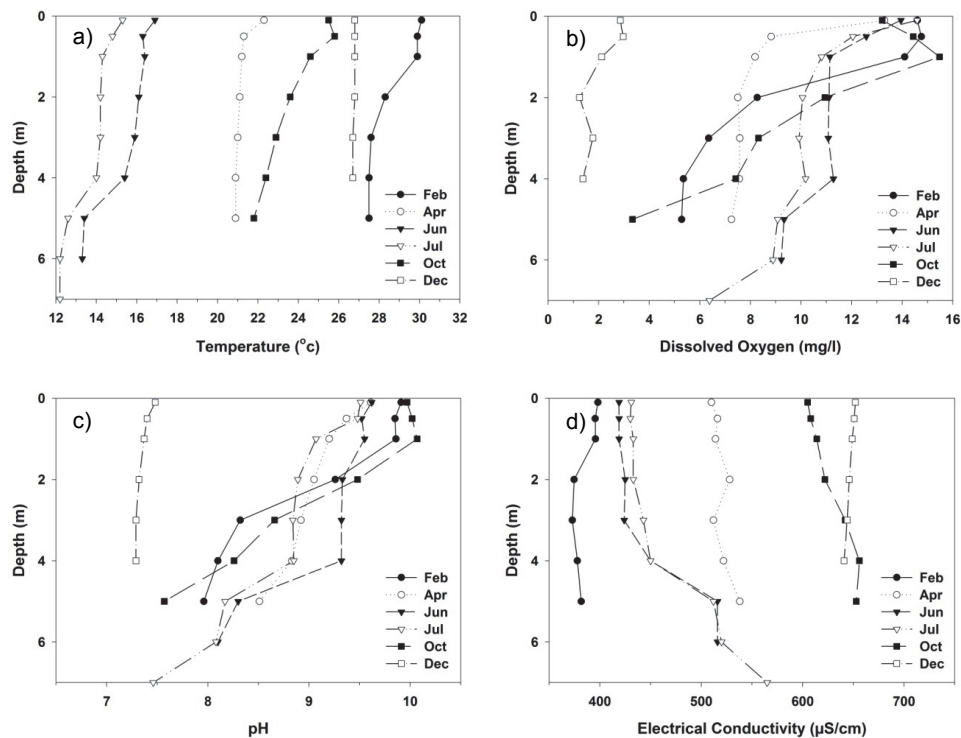 a)
0
2
4
6
Depth (m)
12 14 16 18 20 22 24 26 28 30 32
Temperature (°c)
Feb
Apr
Jun
Jul
Oct
Dec
b)
0
2
4
6
Depth (m)
0 2 4 6 8 10 12 14 16
Dissolved Oxygen (mg/l)
Feb
Apr
Jun
Jul
Oct
Dec
c)
0
2
4
6
Depth (m)
7 8 9 10
pH
Feb
Apr
Jun
Jul
Oct
Dec
d)
0
2
4
6
Depth (m)
400 500 600 700
Electrical Conductivity (µS/cm)
Feb
Apr
Jun
Jul
Oct
Dec